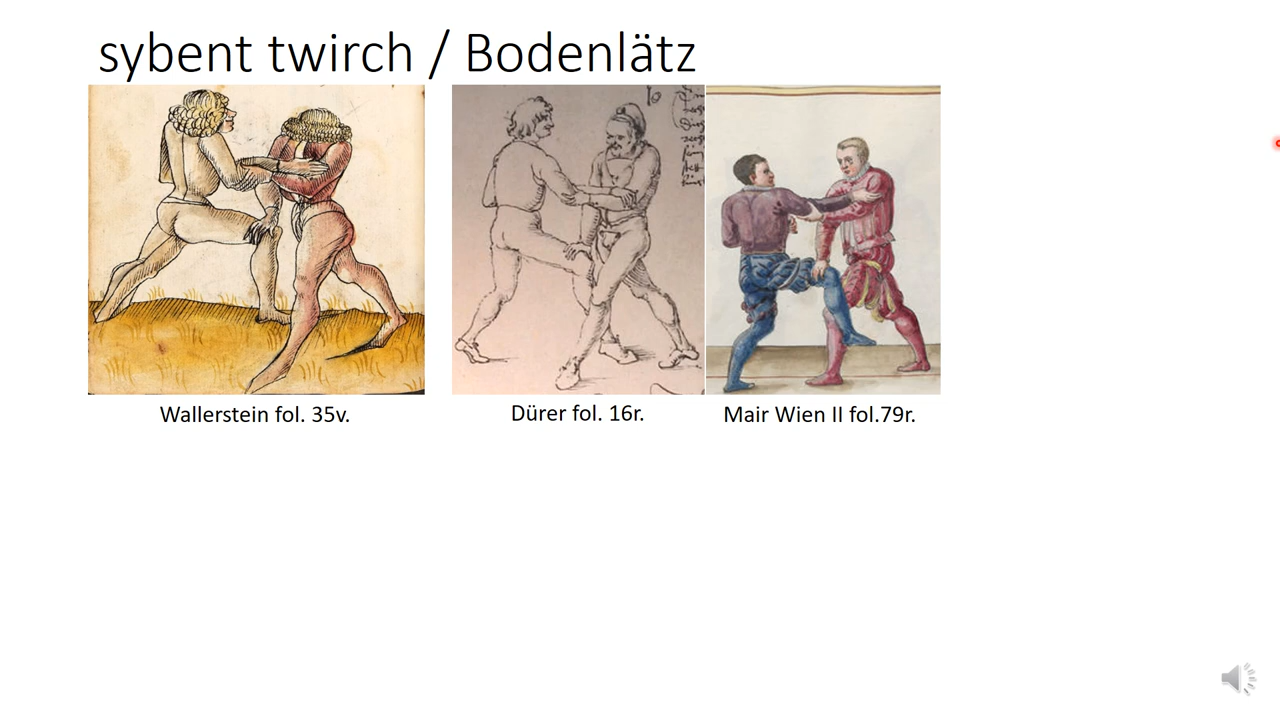 sybent twirch / Bodenlätz
Wallerstein fol. 35v.
Dürer fol. 16r.
Mair Wien II fol.79r.